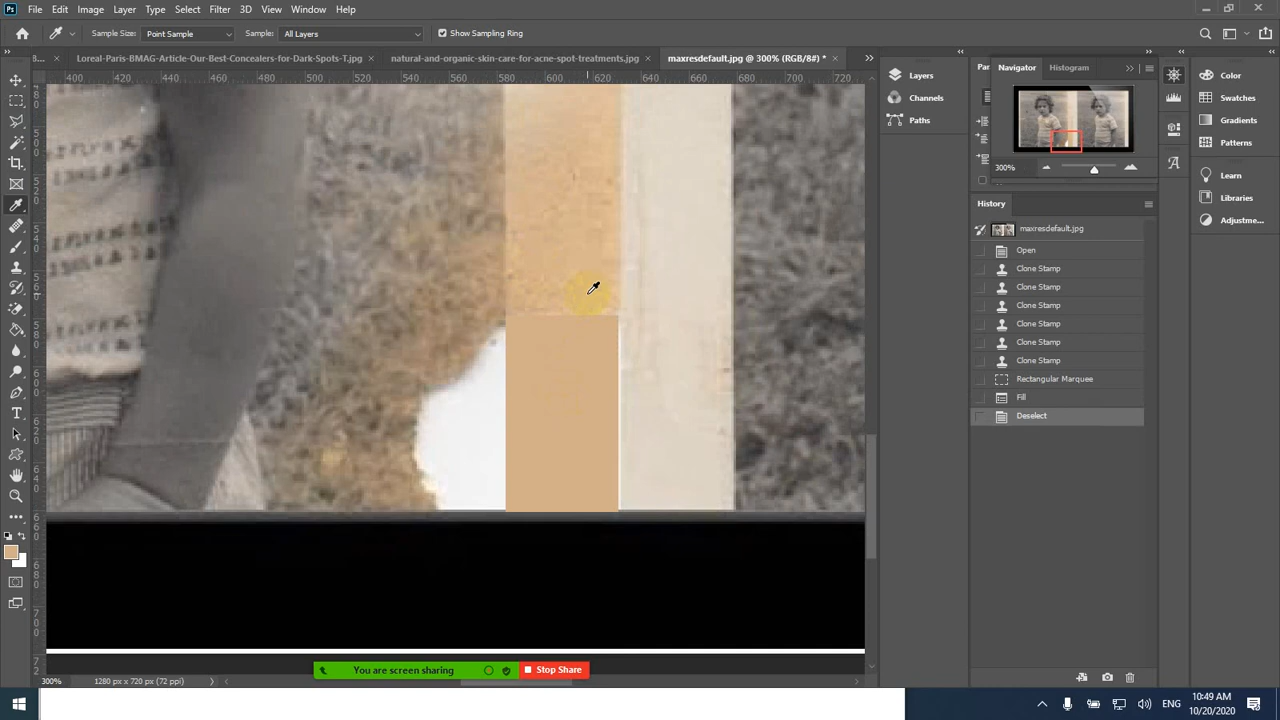 Ps File Edit Image Layer Type Select Filter 3D View Window Help
Sample Size: Point Sample Sample: All Layers Show Sampling Ring
8... × Loreal-Paris-BMAG-Article-Our-Best-Concealers-for-Dark-Spots-T.jpg × natural-and-organic-skin-care-for-acne-spot-treatments.jpg × maxresdefault.jpg @ 300% (RGB/8#) * ×
400 420 440 460 480 500 520 540 560 580 600 620 640 660 680 700 720
Layers
Channels
Paths
Navigator Histogram
300%
History
maxresdefault.jpg
Open
Clone Stamp
Clone Stamp
Clone Stamp
Clone Stamp
Clone Stamp
Clone Stamp
Rectangular Marquee
Fill
Deselect
Color
Swatches
Gradients
Patterns
Learn
Libraries
Adjustme...
You are screen sharing Stop Share
300% 1280 px x 720 px (72 ppi)
ENG 10:49 AM
10/20/2020